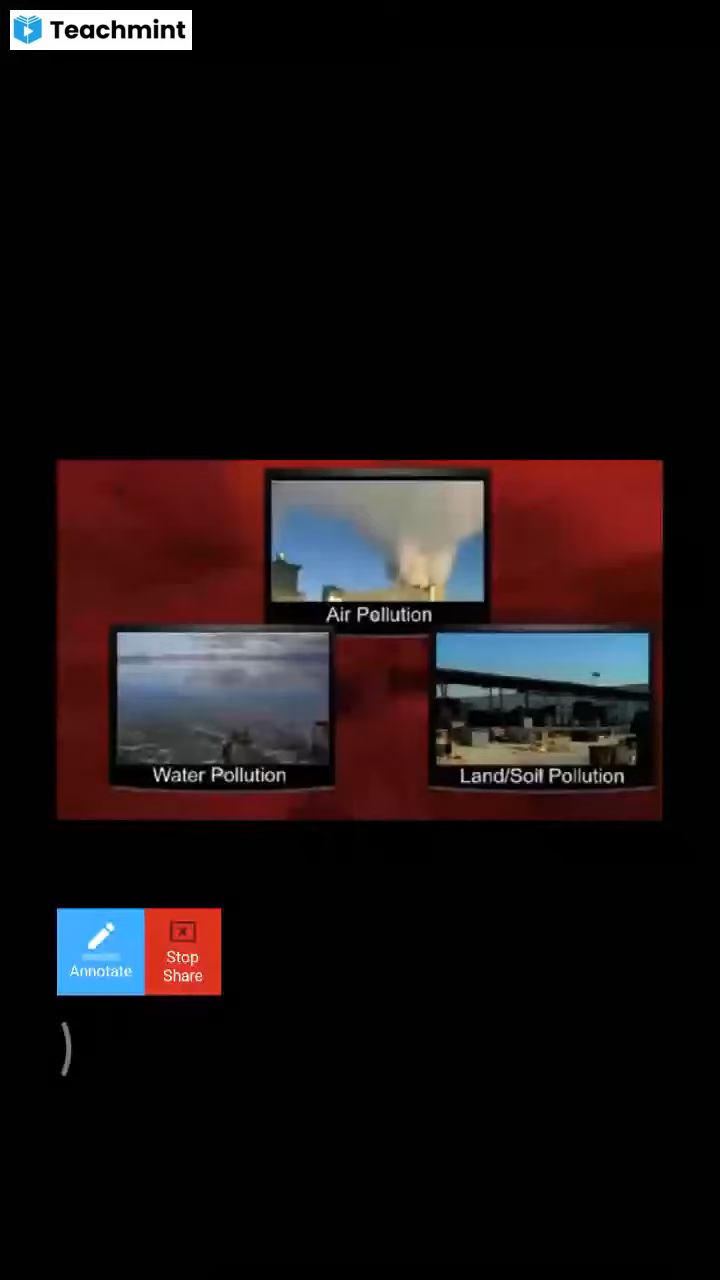 Teachmint
Air Pollution
Water Pollution
Land/Soil Pollution
Annotate
Stop
Share